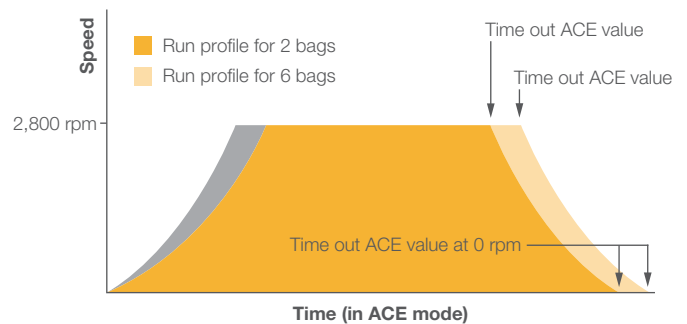 Speed
Run profile for 2 bags
Run profile for 6 bags
Time out ACE value
Time out ACE value
2,800 rpm
Time out ACE value at 0 rpm
Time (in ACE mode)